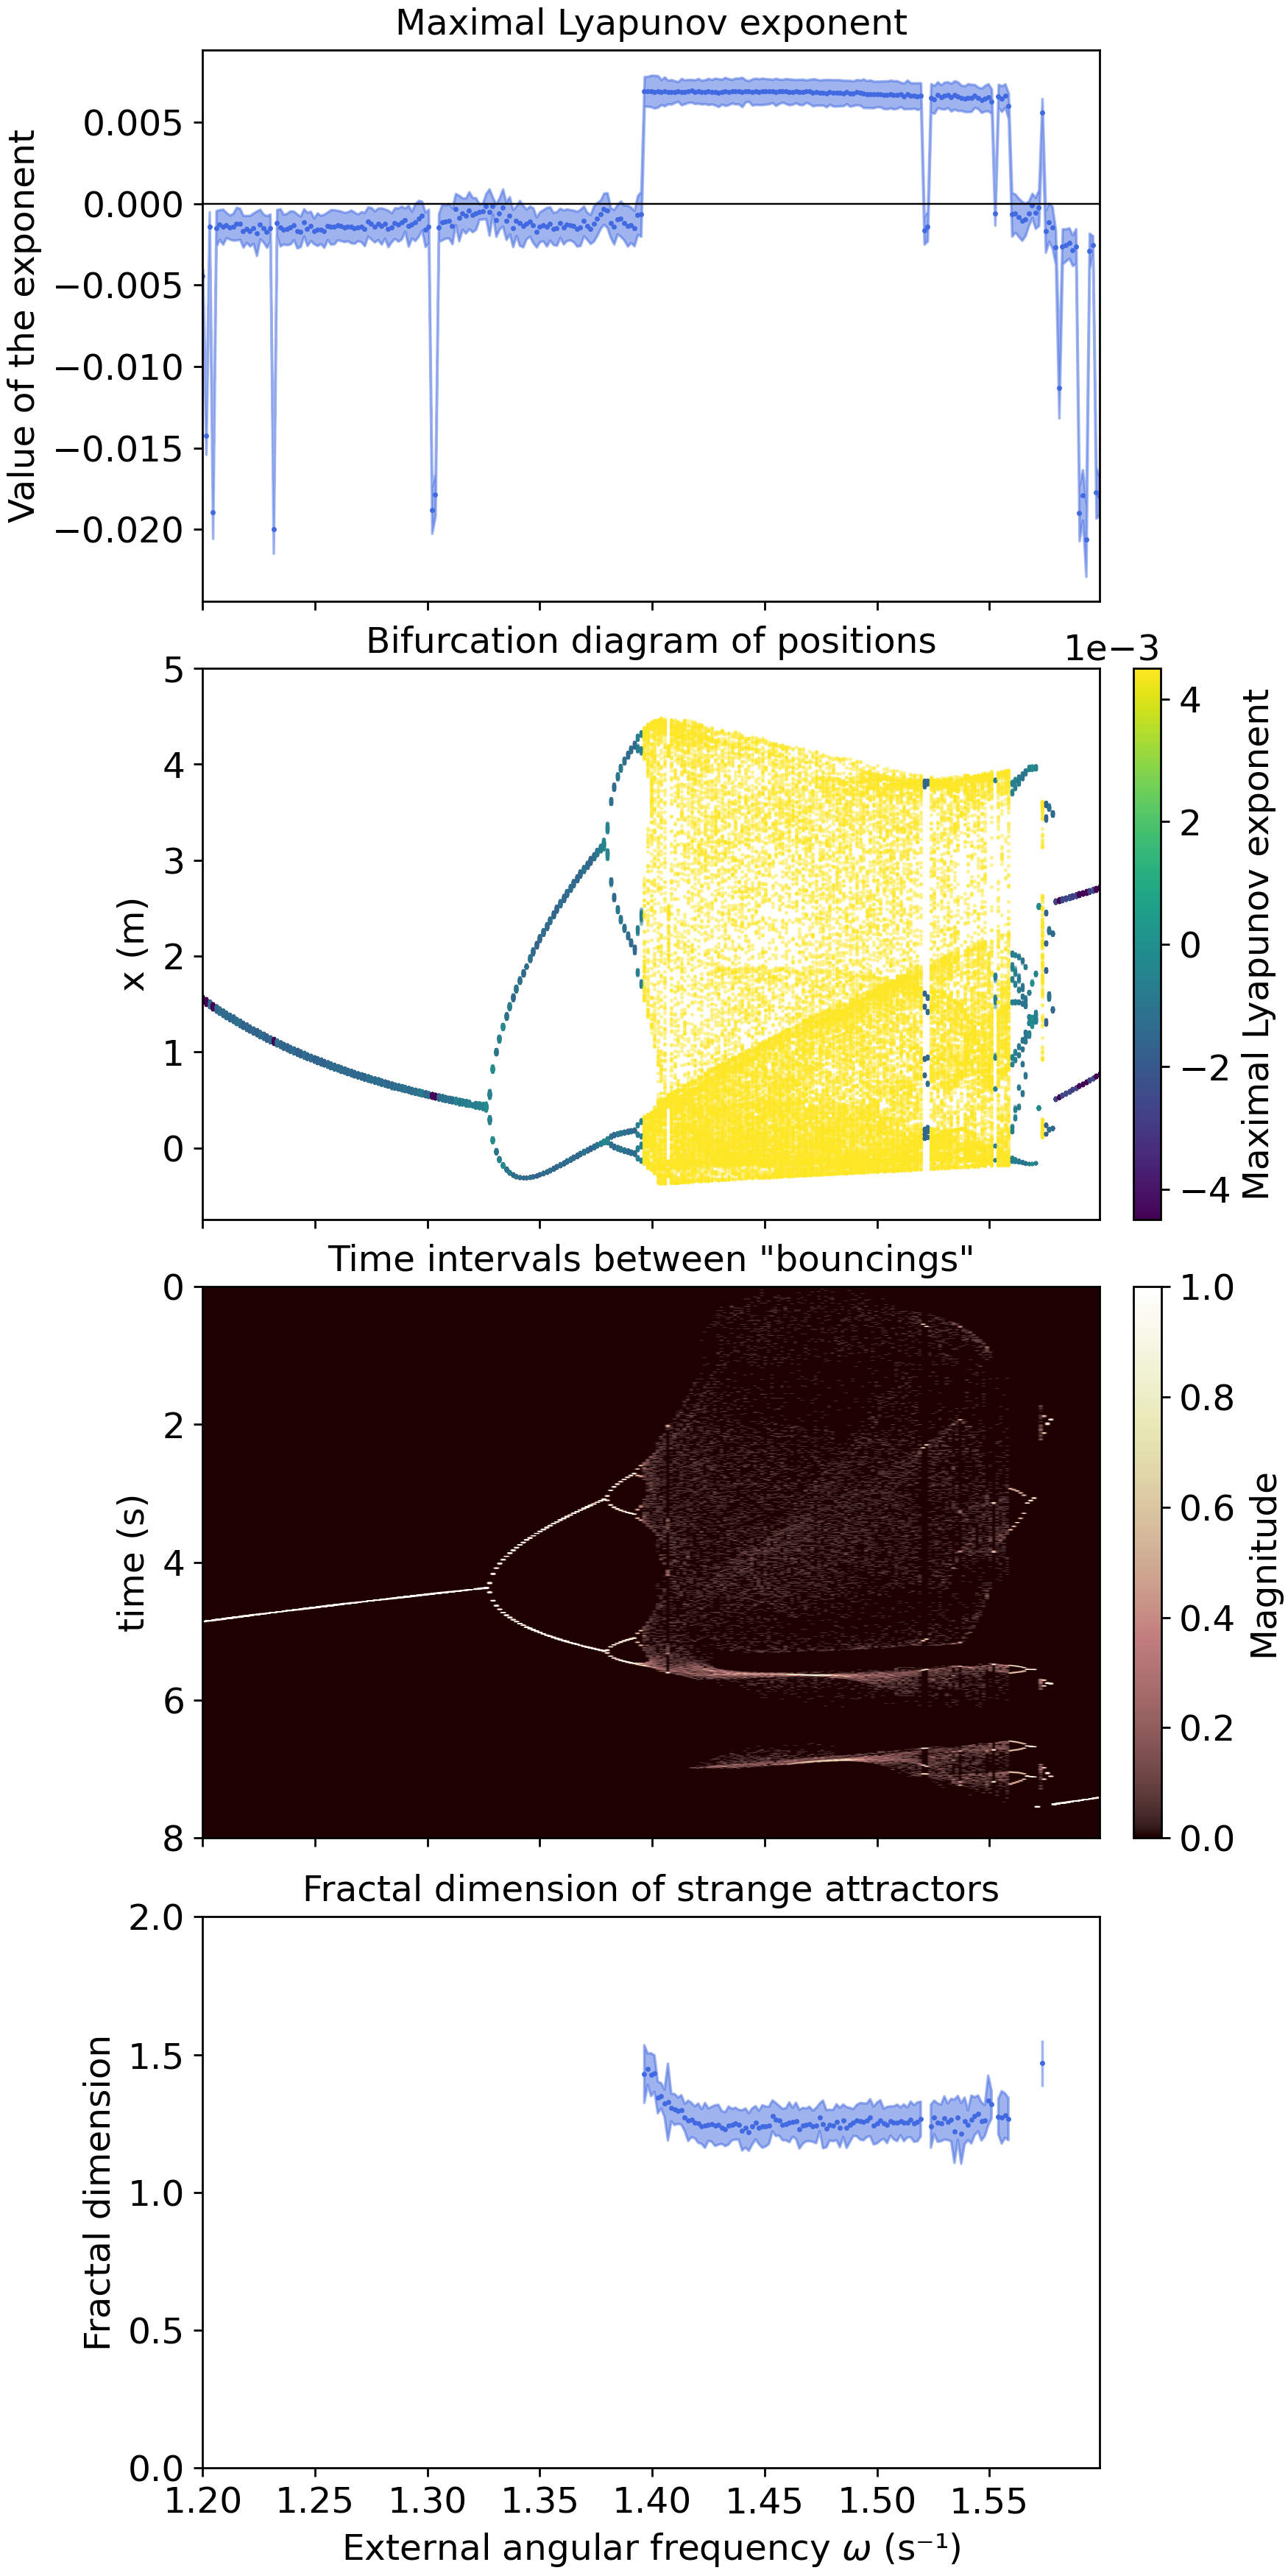 Maximal Lyapunov exponent
Value of the exponent
0.005
0.000
−0.005
−0.010
−0.015
−0.020
Bifurcation diagram of positions
1e−3
x (m)
5
4
3
2
1
0
4
2
0
−2
−4
Maximal Lyapunov exponent
Time intervals between "bouncings"
time (s)
0
2
4
6
8
1.0
0.8
0.6
0.4
0.2
0.0
Magnitude
Fractal dimension of strange attractors
Fractal dimension
2.0
1.5
1.0
0.5
0.0
1.20 1.25 1.30 1.35 1.40 1.45 1.50 1.55
External angular frequency ω (s⁻¹)